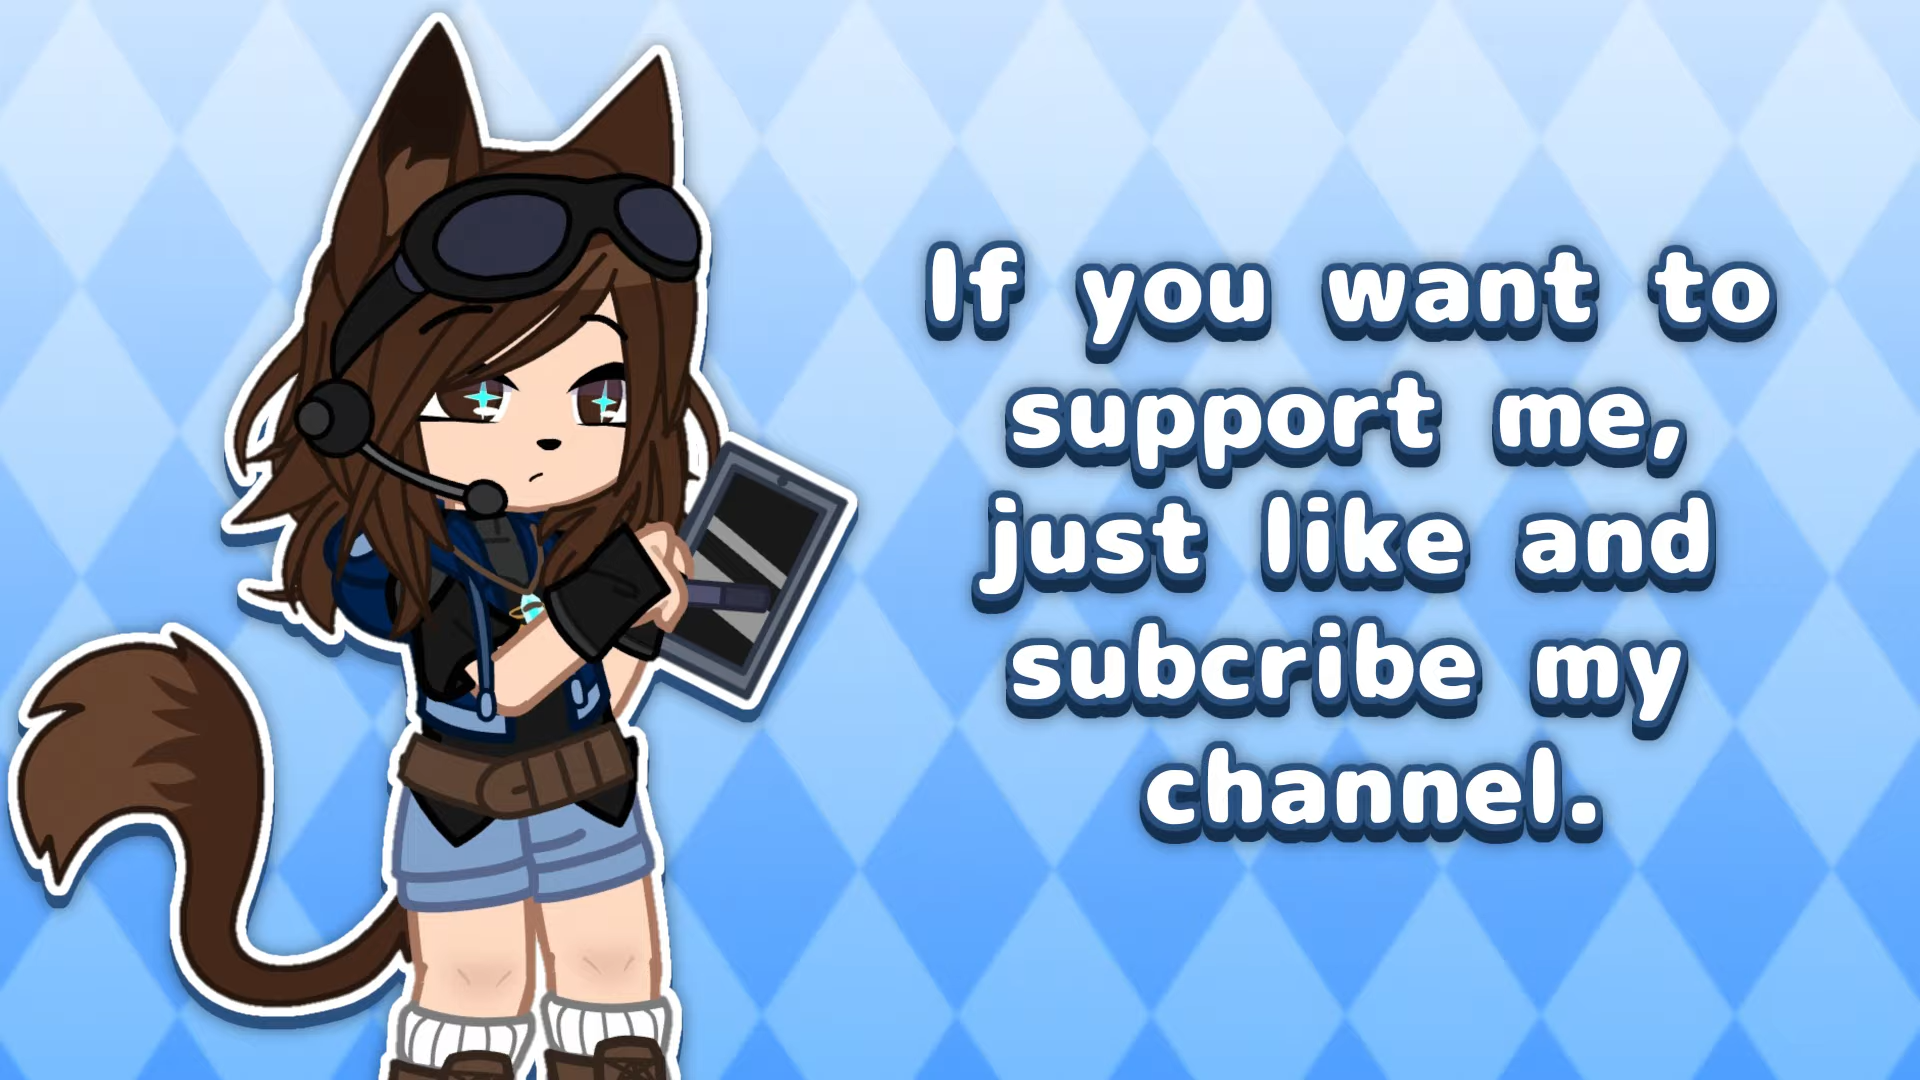 If you want to
support me,
just like and
subcribe my
channel.